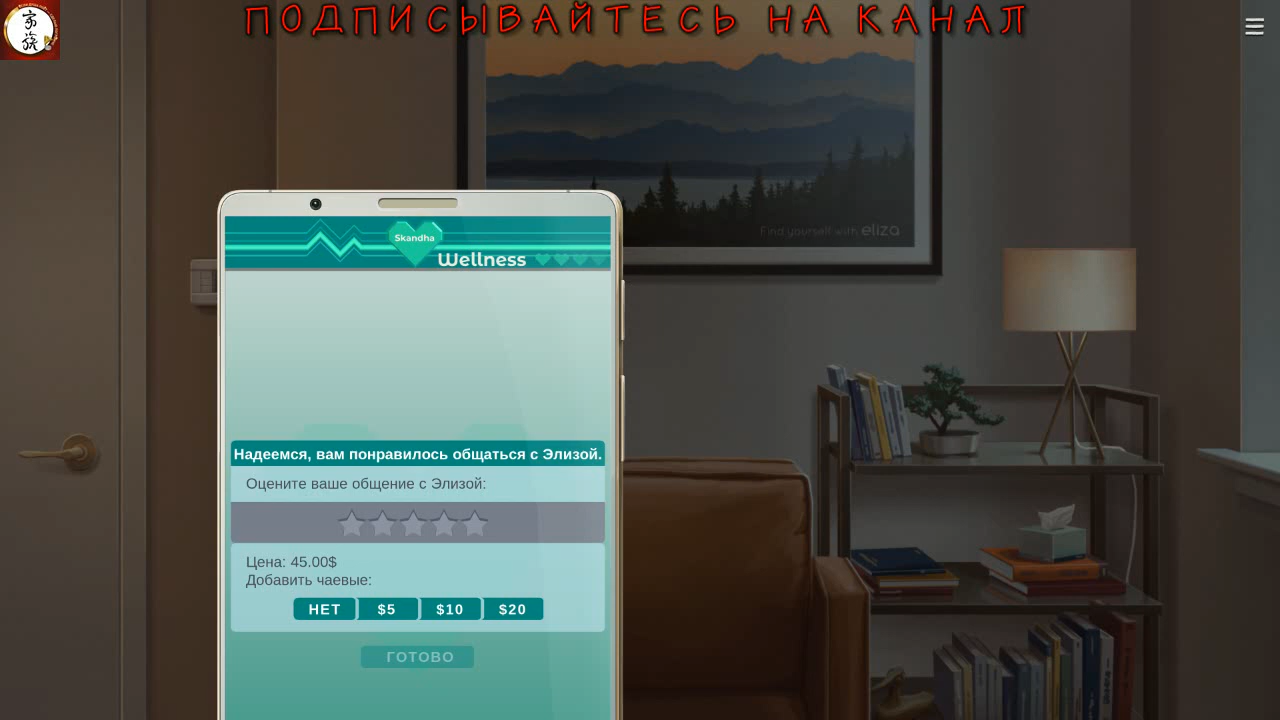 ПОДПИСЫВАЙТЕСЬ НА КАНАЛ
Find yourself with eliza
Skandha
Wellness
Надеемся, вам понравилось общаться с Элизой.
Оцените ваше общение с Элизой:
Цена: 45.00$
Добавить чаевые:
НЕТ $5 $10 $20
ГОТОВО